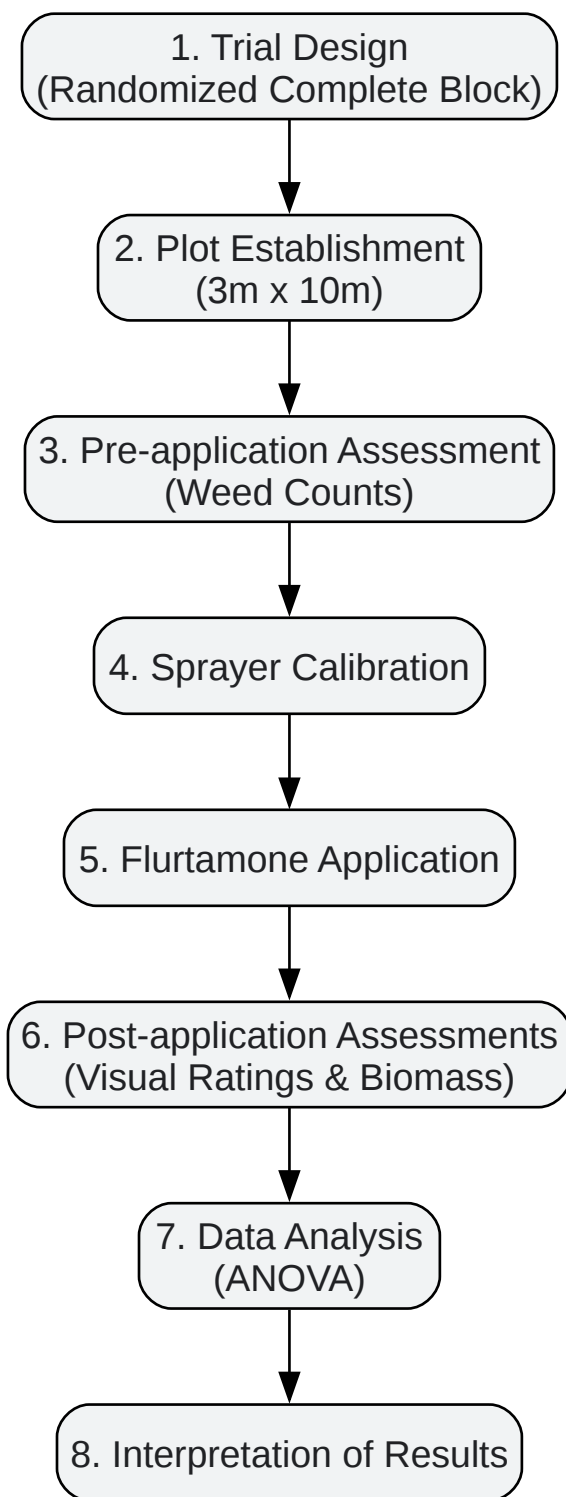 1. Trial Design
(Randomized Complete Block)
2. Plot Establishment
(3m x 10m)
3. Pre-application Assessment
(Weed Counts)
4. Sprayer Calibration
5. Flurtamone Application
6. Post-application Assessments
(Visual Ratings & Biomass)
7. Data Analysis
(ANOVA)
8. Interpretation of Results